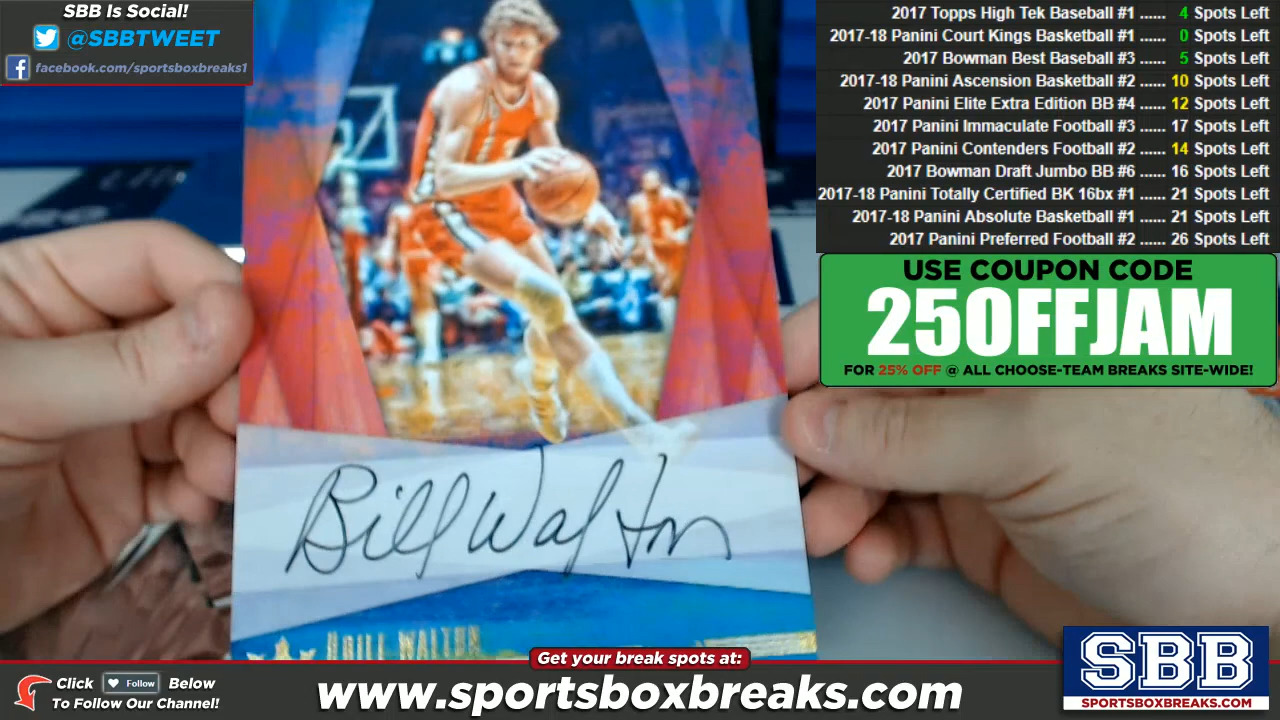 SBB Is Social!
@SBBTWEET
facebook.com/sportsboxbreaks1
2017 Topps High Tek Baseball #1 ...... 4 Spots Left
2017-18 Panini Court Kings Basketball #1 ...... 0 Spots Left
2017 Bowman Best Baseball #3 ...... 5 Spots Left
2017-18 Panini Ascension Basketball #2 ...... 10 Spots Left
2017 Panini Elite Extra Edition BB #4 ...... 12 Spots Left
2017 Panini Immaculate Football #3 ...... 17 Spots Left
2017 Panini Contenders Football #2 ...... 14 Spots Left
2017 Bowman Draft Jumbo BB #6 ...... 16 Spots Left
2017-18 Panini Totally Certified BK 16bx #1 ...... 21 Spots Left
2017-18 Panini Absolute Basketball #1 ...... 21 Spots Left
2017 Panini Preferred Football #2 ...... 26 Spots Left
USE COUPON CODE
25OFFJAM
FOR 25% OFF @ ALL CHOOSE-TEAM BREAKS SITE-WIDE!
Bill Walton
BILL WALTON
Get your break spots at:
Click Follow Below
To Follow Our Channel!
www.sportsboxbreaks.com
SBB
SPORTSBOXBREAKS.COM